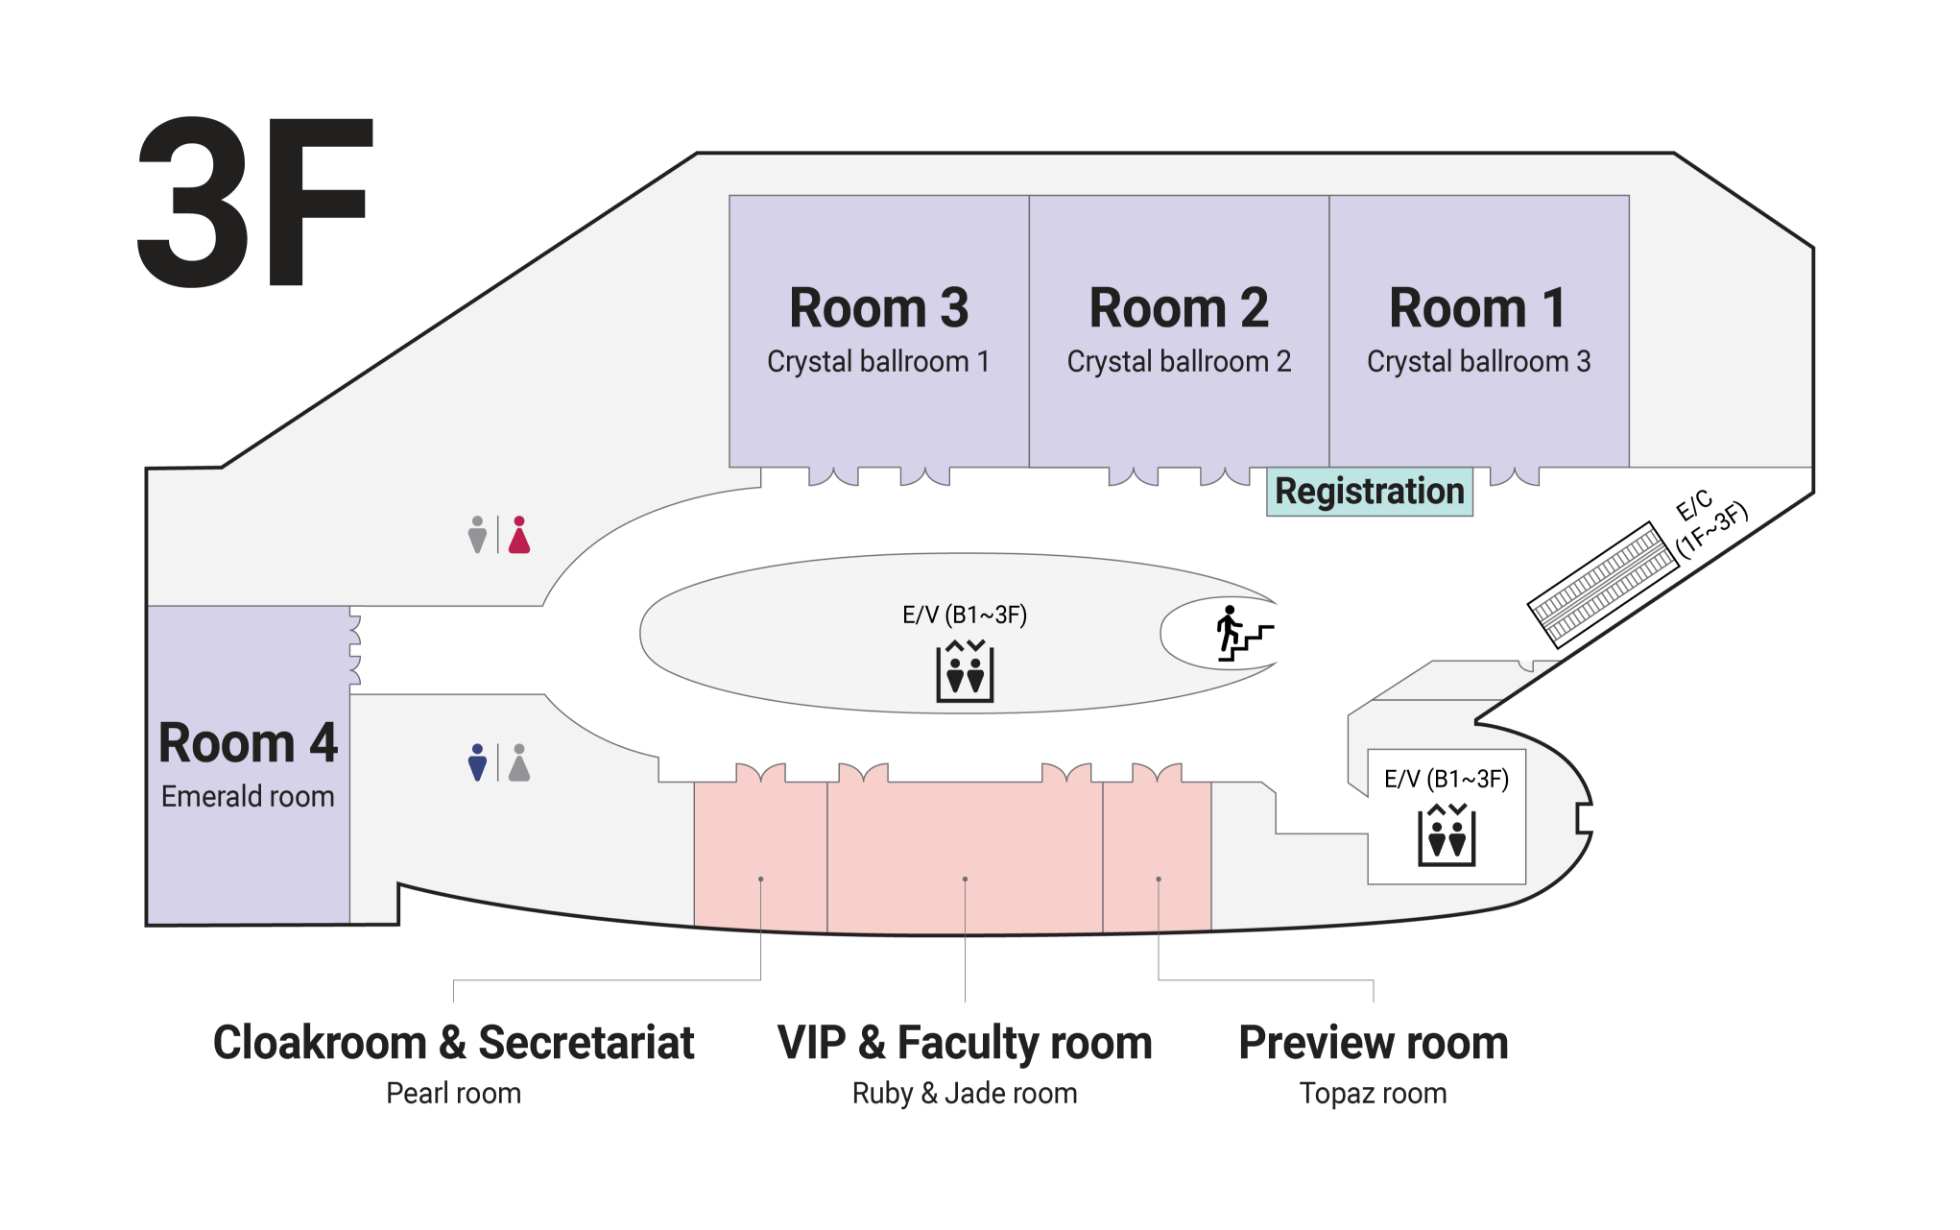 3F
Room 3
Crystal ballroom 1
Room 2
Crystal ballroom 2
Room 1
Crystal ballroom 3
Registration
E/C
(1F~3F)
E/V (B1~3F)
Room 4
Emerald room
E/V (B1~3F)
Cloakroom & Secretariat
Pearl room
VIP & Faculty room
Ruby & Jade room
Preview room
Topaz room